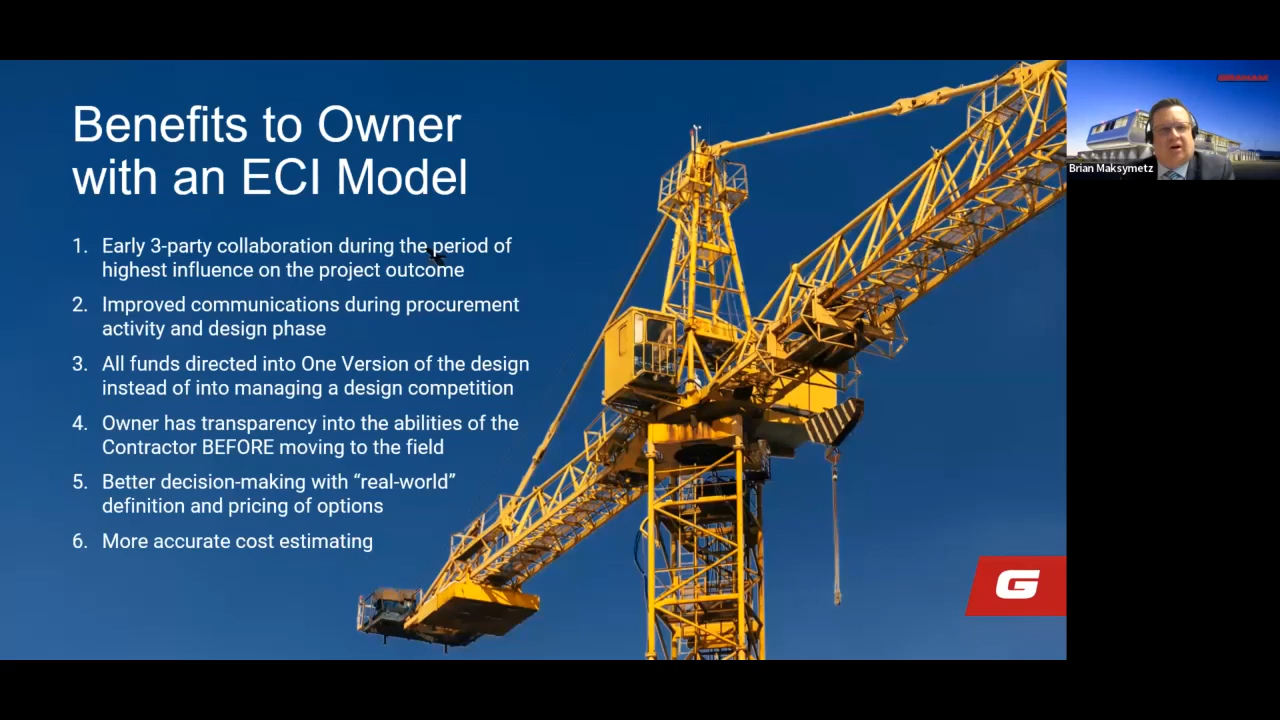 Benefits to Owner
with an ECI Model
1. Early 3-party collaboration during the period of
highest influence on the project outcome
2. Improved communications during procurement
activity and design phase
3. All funds directed into One Version of the design
instead of into managing a design competition
4. Owner has transparency into the abilities of the
Contractor BEFORE moving to the field
5. Better decision-making with “real-world”
definition and pricing of options
6. More accurate cost estimating
G
Brian Maksymetz